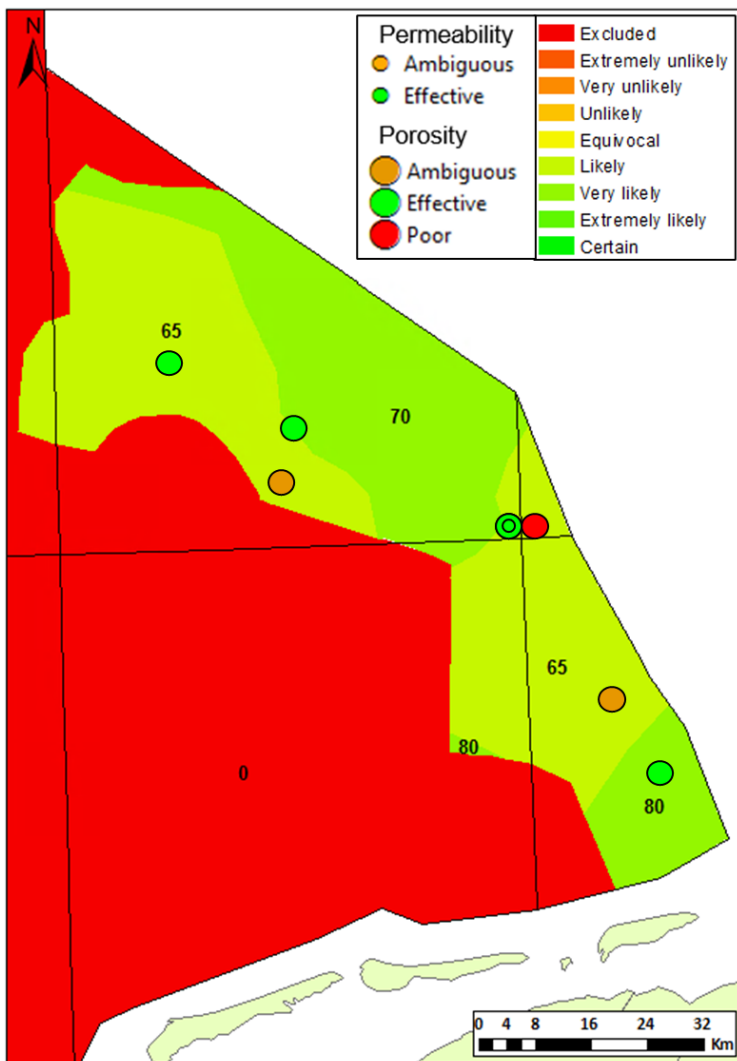 N
Permeability
Ambiguous
Effective
Porosity
Ambiguous
Effective
Poor
Excluded
Extremely unlikely
Very unlikely
Unlikely
Equivocal
Likely
Very likely
Extremely likely
Certain
65
70
65
80
0
80
0 4 8 16 24 32
Km